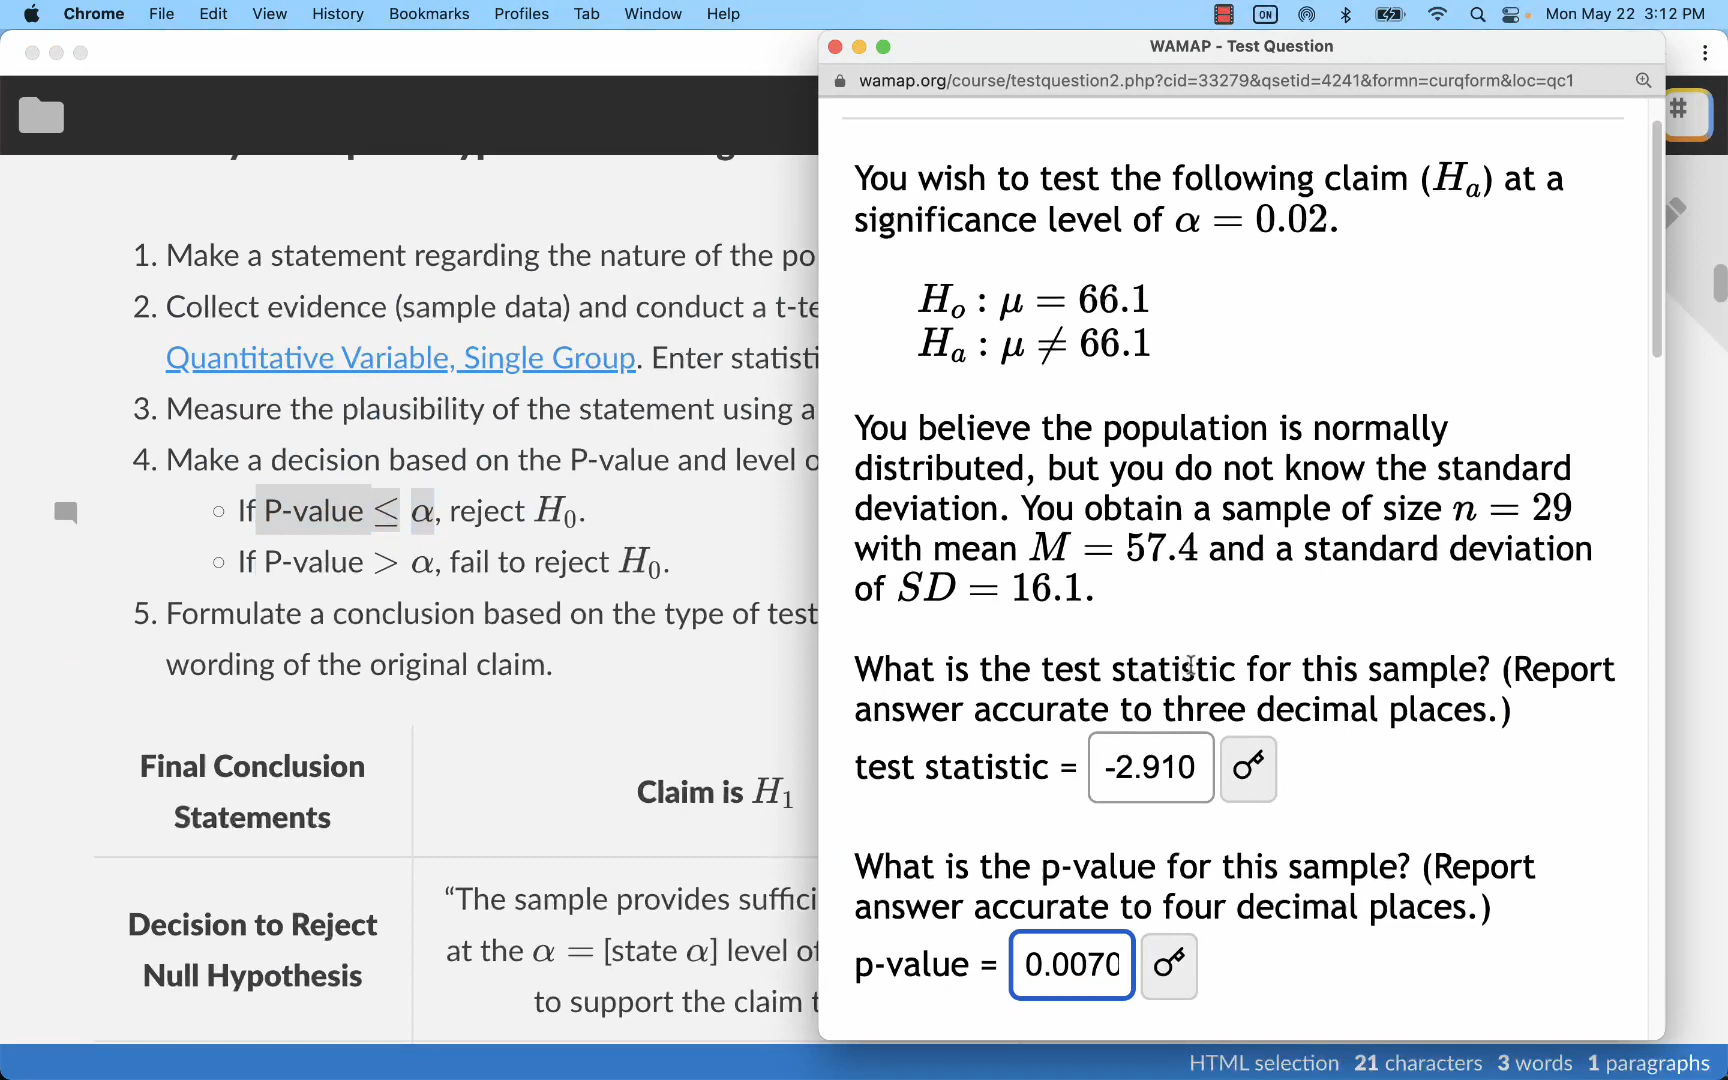 Chrome File Edit View History Bookmarks Profiles Tab Window Help ON Mon May 22 3:12 PM
WAMAP - Test Question
wamap.org/course/testquestion2.php?cid=33279&qsetid=4241&formn=curqform&loc=qc1
#
1. Make a statement regarding the nature of the po
2. Collect evidence (sample data) and conduct a t-te
Quantitative Variable, Single Group. Enter statisti
3. Measure the plausibility of the statement using a
4. Make a decision based on the P-value and level o
◦ If P-value ≤ α, reject H₀.
◦ If P-value > α, fail to reject H₀.
5. Formulate a conclusion based on the type of test
wording of the original claim.
Final Conclusion
Statements
Claim is H₁
Decision to Reject
Null Hypothesis
“The sample provides suffici
at the α = [state α] level of
to support the claim t
You wish to test the following claim (Hₐ) at a
significance level of α = 0.02.
Hₒ : μ = 66.1
Hₐ : μ ≠ 66.1
You believe the population is normally
distributed, but you do not know the standard
deviation. You obtain a sample of size n = 29
with mean M = 57.4 and a standard deviation
of SD = 16.1.
What is the test statistic for this sample? (Report
answer accurate to three decimal places.)
test statistic = -2.910
What is the p-value for this sample? (Report
answer accurate to four decimal places.)
p-value = 0.0070
HTML selection 21 characters 3 words 1 paragraphs